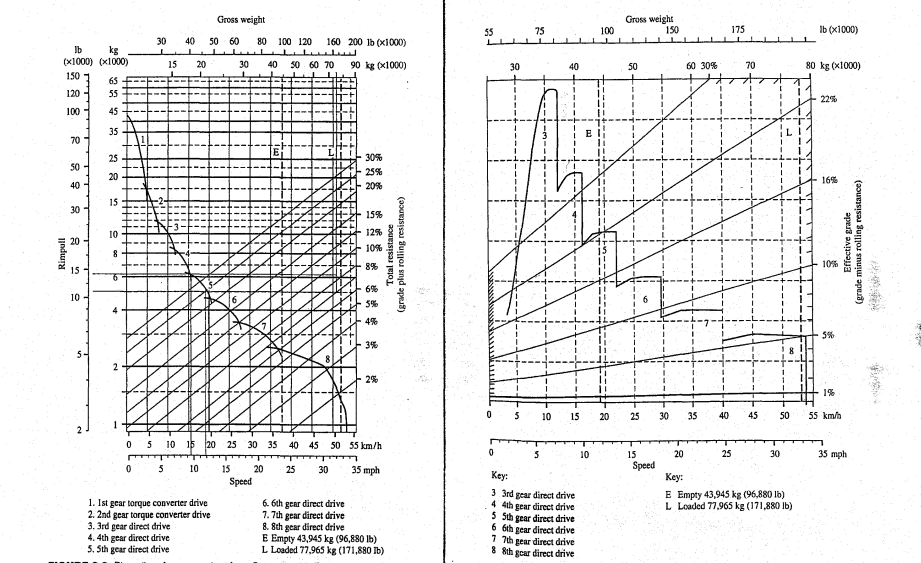 Gross weight
30 40 50 60 80 100 120 160 200 lb (×1000)
15 20 30 40 50 60 70 90 kg (×1000)
lb (×1000)
kg (×1000)
150
120
100
70
50
40
30
20
15
10
5
2
65
55
45
35
25
20
15
10
8
6
4
2
1
Rimpull
1
2
3
4
5
6
7
8
E
L
30%
25%
20%
15%
12%
10%
8%
6%
5%
4%
3%
2%
Total resistance
(grade plus rolling resistance)
0 5 10 15 20 25 30 35 40 45 50 55 km/h
0 5 10 15 20 25 30 35 mph
Speed
1. 1st gear torque converter drive
2. 2nd gear torque converter drive
3. 3rd gear direct drive
4. 4th gear direct drive
5. 5th gear direct drive
6. 6th gear direct drive
7. 7th gear direct drive
8. 8th gear direct drive
E Empty 43,945 kg (96,880 lb)
L Loaded 77,965 kg (171,880 lb)
Gross weight
55 75 100 150 175 lb (×1000)
30 40 50 60 30% 70 80 kg (×1000)
3
4
5
6
7
8
E
L
22%
16%
10%
5%
1%
Effective grade
(grade minus rolling resistance)
0 5 10 15 20 25 30 35 40 45 50 55 km/h
0 5 10 15 20 25 30 35 mph
Speed
Key:
3 3rd gear direct drive
4 4th gear direct drive
5 5th gear direct drive
6 6th gear direct drive
7 7th gear direct drive
8 8th gear direct drive
Key:
E Empty 43,945 kg (96,880 lb)
L Loaded 77,965 kg (171,880 lb)